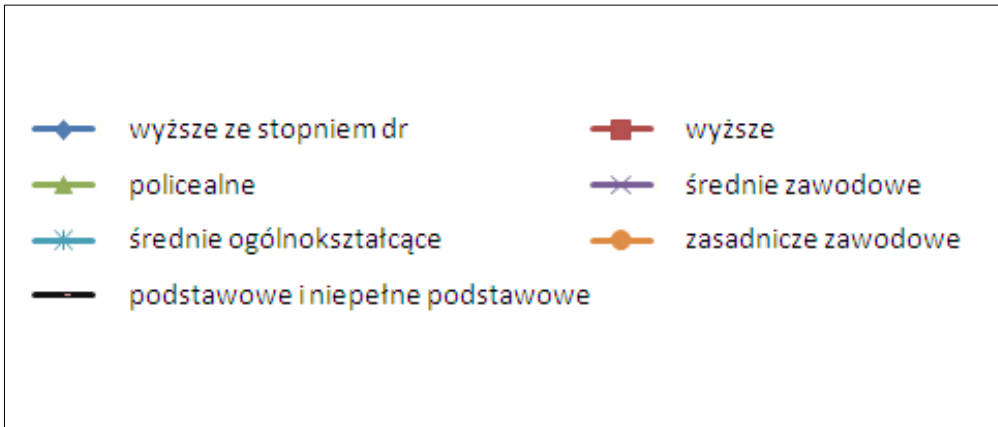 wyższe ze stopniem dr
wyższe
policealne
średnie zawodowe
średnie ogólnokształcące
zasadnicze zawodowe
podstawowe i niepełne podstawowe